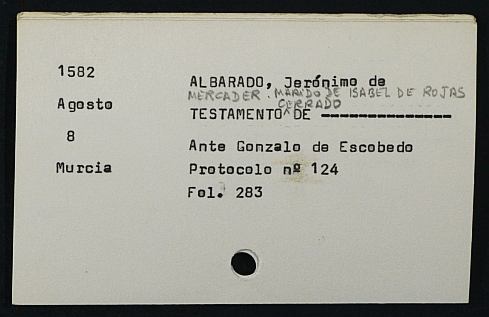 1582
ALBARADO, Jerónimo de
MERCADER. MARIDO DE ISABEL DE ROJAS
Agosto
CERRADO
TESTAMENTO ^ DE ---------------
8
Ante Gonzalo de Escobedo
Murcia
Protocolo nº 124
Fol. 283